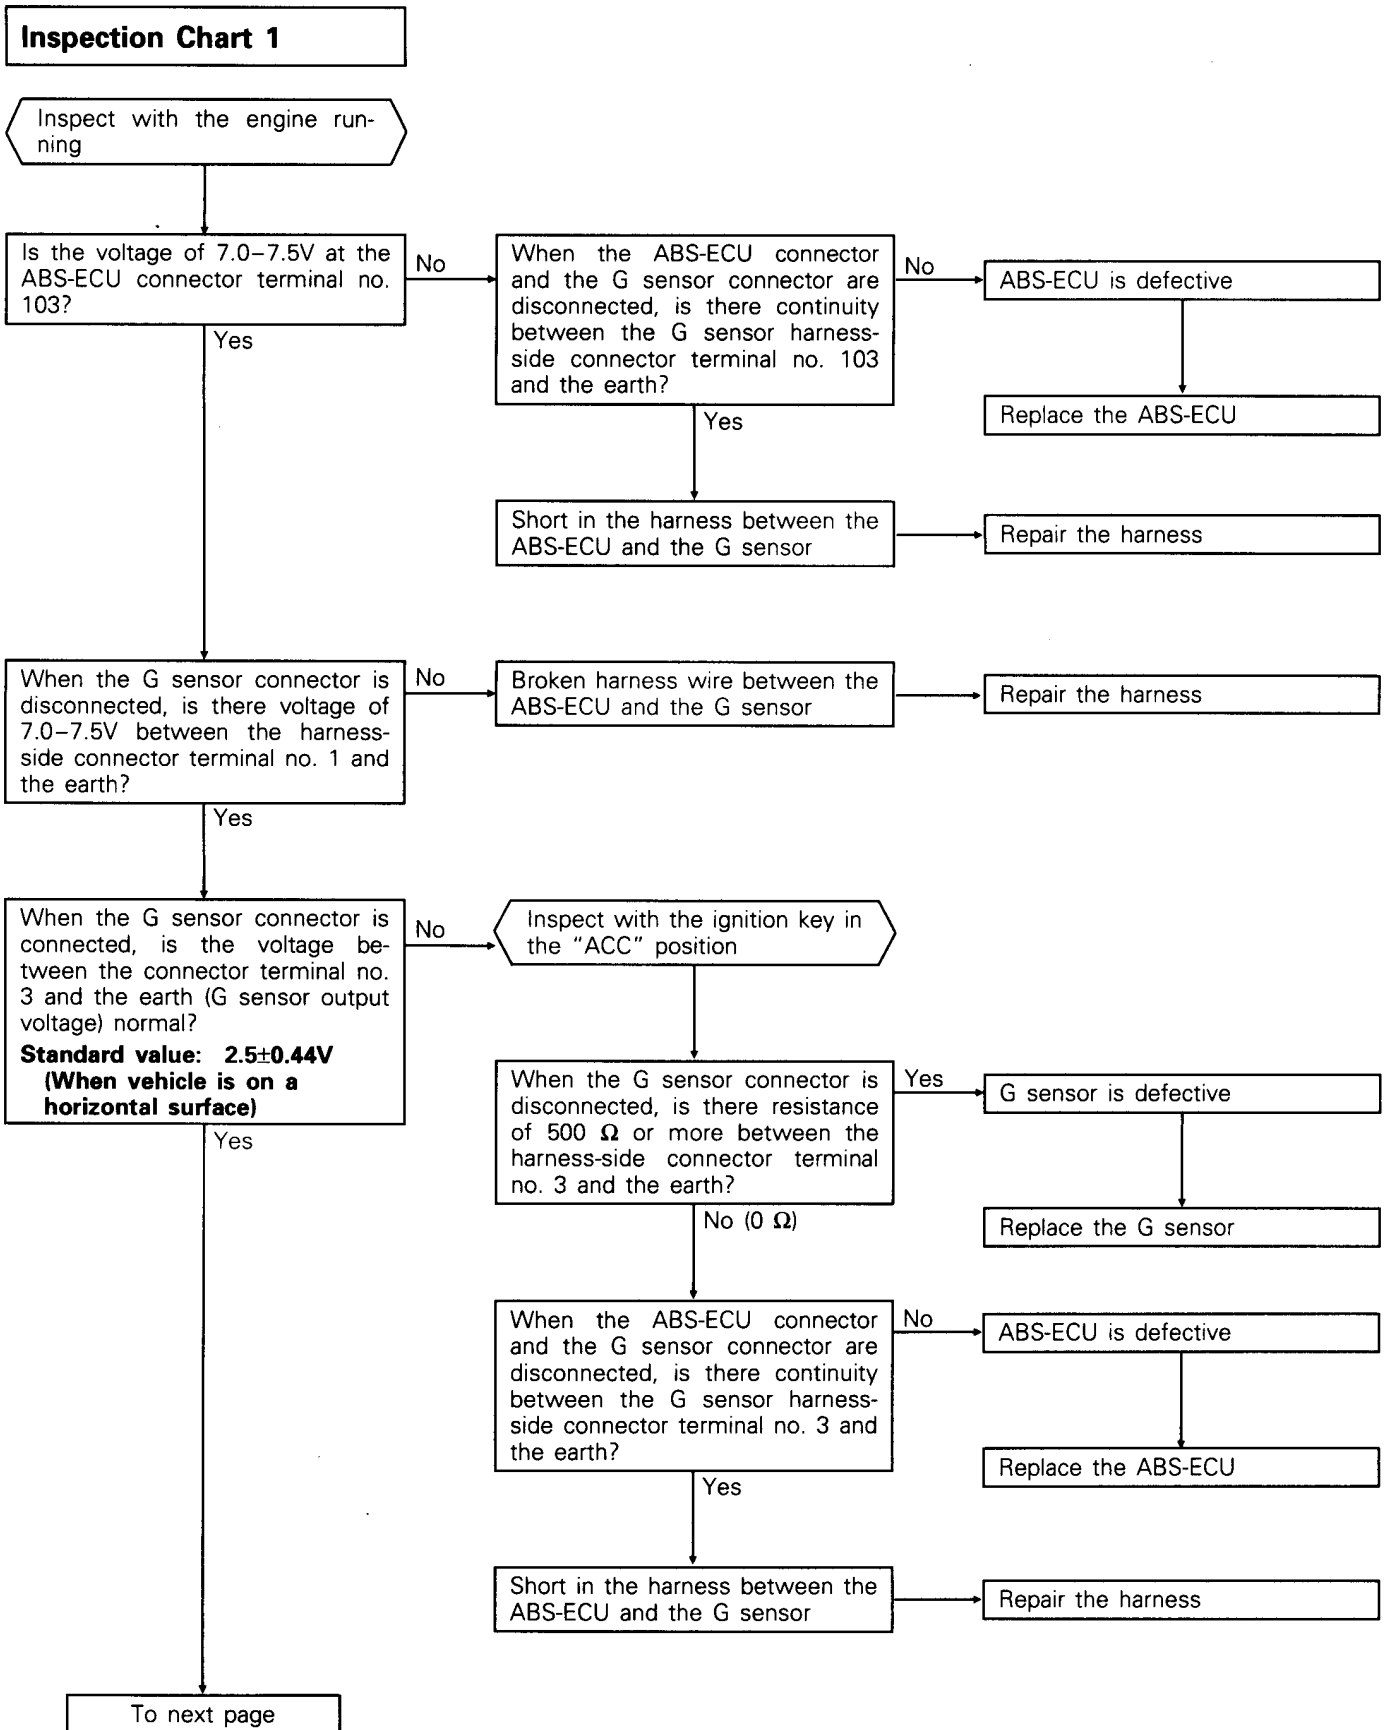 Inspection Chart 1
Inspect with the engine run-
ning
Is the voltage of 7.0–7.5V at the
ABS-ECU connector terminal no.
103?
No
When the ABS-ECU connector
and the G sensor connector are
disconnected, is there continuity
between the G sensor harness-
side connector terminal no. 103
and the earth?
No
ABS-ECU is defective
Replace the ABS-ECU
Yes
Yes
Short in the harness between the
ABS-ECU and the G sensor
Repair the harness
When the G sensor connector is
disconnected, is there voltage of
7.0–7.5V between the harness-
side connector terminal no. 1 and
the earth?
No
Broken harness wire between the
ABS-ECU and the G sensor
Repair the harness
Yes
When the G sensor connector is
connected, is the voltage be-
tween the connector terminal no.
3 and the earth (G sensor output
voltage) normal?
Standard value: 2.5±0.44V
(When vehicle is on a
horizontal surface)
No
Inspect with the ignition key in
the "ACC" position
When the G sensor connector is
disconnected, is there resistance
of 500 Ω or more between the
harness-side connector terminal
no. 3 and the earth?
Yes
G sensor is defective
Replace the G sensor
Yes
No (0 Ω)
When the ABS-ECU connector
and the G sensor connector are
disconnected, is there continuity
between the G sensor harness-
side connector terminal no. 3 and
the earth?
No
ABS-ECU is defective
Replace the ABS-ECU
Yes
Short in the harness between the
ABS-ECU and the G sensor
Repair the harness
To next page